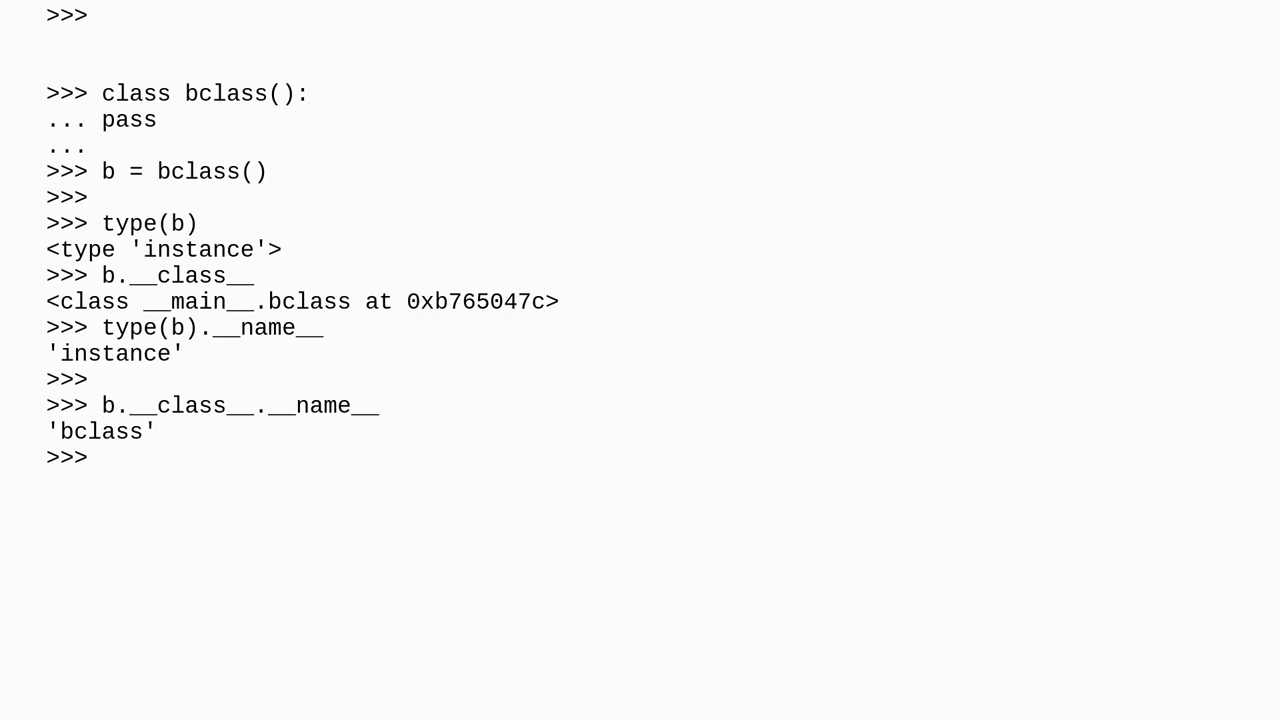 >>>
>>> class bclass():
... pass
...
>>> b = bclass()
>>>
>>> type(b)
<type 'instance'>
>>> b.__class__
<class __main__.bclass at 0xb765047c>
>>> type(b).__name__
'instance'
>>>
>>> b.__class__.__name__
'bclass'
>>>